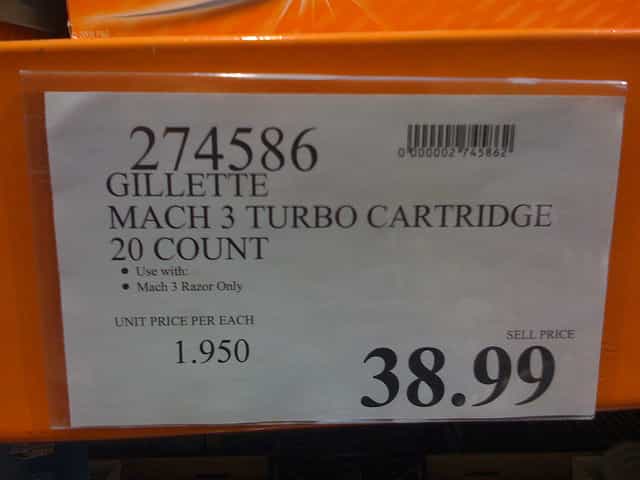 274586
0 000002 745862
GILLETTE
MACH 3 TURBO CARTRIDGE
20 COUNT
• Use with:
• Mach 3 Razor Only
UNIT PRICE PER EACH
1.950
SELL PRICE
38.99